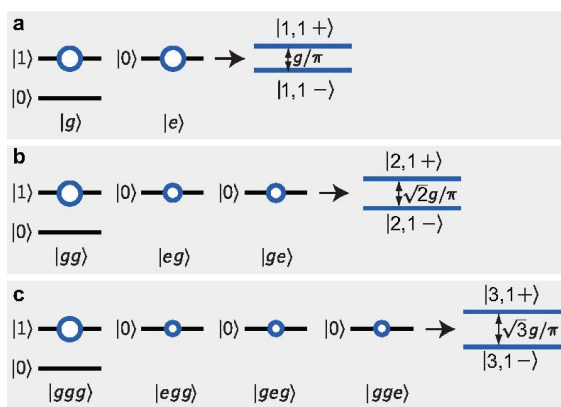 a
|1,1 +⟩
|1⟩ |0⟩ g/π
|0⟩ |1,1 −⟩
|g⟩ |e⟩
b
|2,1 +⟩
|1⟩ |0⟩ |0⟩ √2g/π
|0⟩ |2,1 −⟩
|gg⟩ |eg⟩ |ge⟩
c
|3,1 +⟩
|1⟩ |0⟩ |0⟩ |0⟩ √3g/π
|0⟩ |3,1 −⟩
|ggg⟩ |egg⟩ |geg⟩ |gge⟩